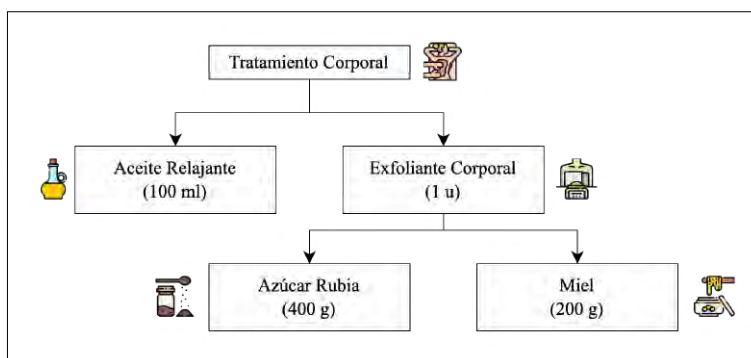 Tratamiento Corporal
Aceite Relajante
(100 ml)
Exfoliante Corporal
(1 u)
Azúcar Rubia
(400 g)
Miel
(200 g)